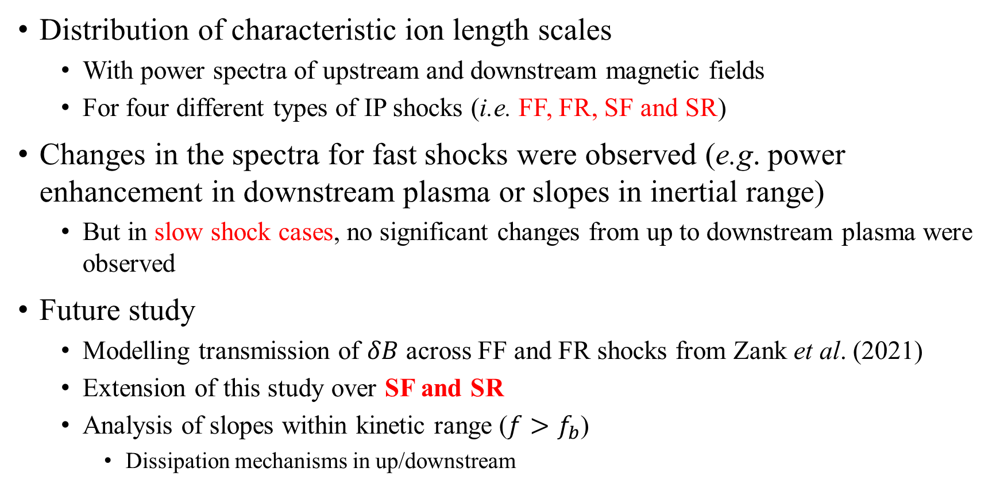 • Distribution of characteristic ion length scales
• With power spectra of upstream and downstream magnetic fields
• For four different types of IP shocks (i.e. FF, FR, SF and SR)
• Changes in the spectra for fast shocks were observed (e.g. power
enhancement in downstream plasma or slopes in inertial range)
• But in slow shock cases, no significant changes from up to downstream plasma were
observed
• Future study
• Modelling transmission of δB across FF and FR shocks from Zank et al. (2021)
• Extension of this study over SF and SR
• Analysis of slopes within kinetic range (f > f_b)
• Dissipation mechanisms in up/downstream